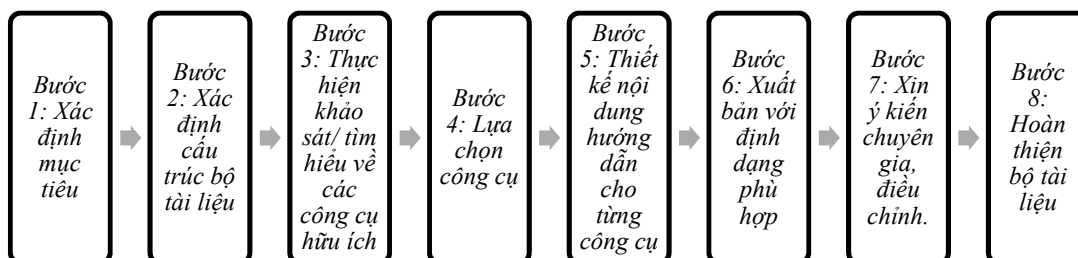 Bước
1: Xác
định
mục
tiêu
Bước
2: Xác
định
cấu
trúc bộ
tài liệu
Bước
3: Thực
hiện
khảo
sát/ tìm
hiểu về
các
công cụ
hữu ích
Bước
4: Lựa
chọn
công cụ
Bước
5: Thiết
kế nội
dung
hướng
dẫn
cho
từng
công cụ
Bước
6: Xuất
bản với
định
dạng
phù
hợp
Bước
7: Xin
ý kiến
chuyên
gia,
điều
chỉnh.
Bước
8:
Hoàn
thiện
bộ tài
liệu